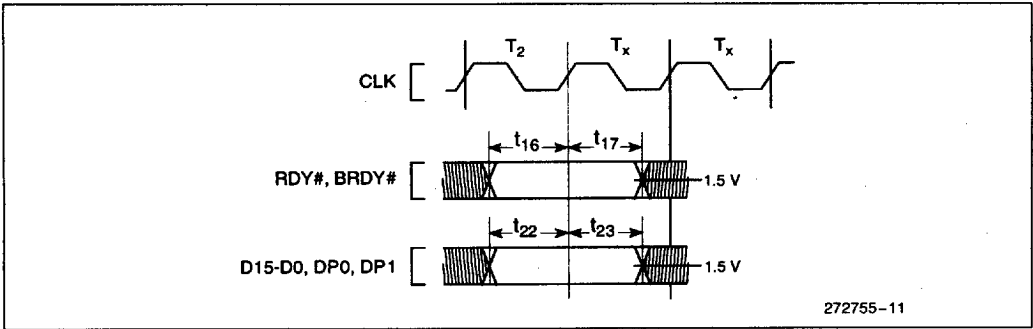 T2 Tx Tx
CLK
t16 t17
RDY#, BRDY#
1.5 V
t22 t23
D15-D0, DP0, DP1
1.5 V
272755-11